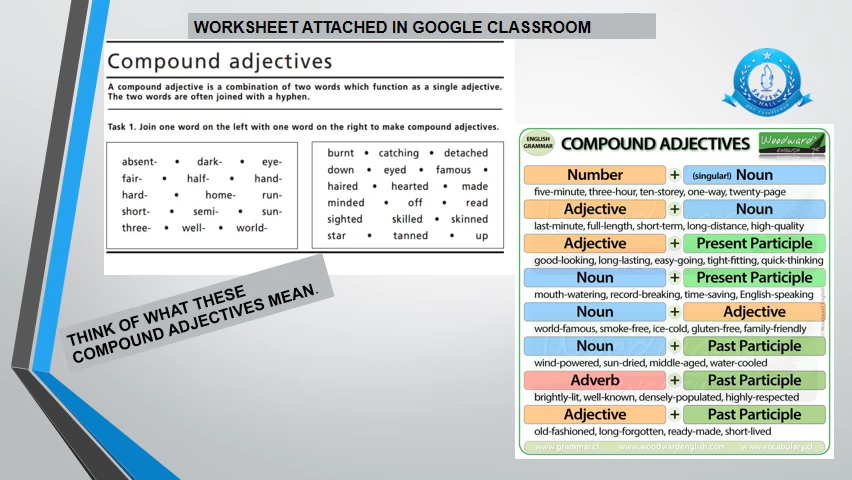 WORKSHEET ATTACHED IN GOOGLE CLASSROOM
Compound adjectives
A compound adjective is a combination of two words which function as a single adjective.
The two words are often joined with a hyphen.
Task 1. Join one word on the left with one word on the right to make compound adjectives.
absent- • dark- • eye-
fair- • half- • hand-
hard- • home- run-
short- • semi- • sun-
three- • well- • world-
burnt • catching • detached
down • eyed • famous •
haired • hearted • made
minded • off • read
sighted skilled • skinned
star • tanned • up
THINK OF WHAT THESE
COMPOUND ADJECTIVES MEAN.
SAPIENT
HALL
ENGLISH
GRAMMAR
COMPOUND ADJECTIVES
Woodward
ENGLISH
Number + (singular!) Noun
five-minute, three-hour, ten-storey, one-way, twenty-page
Adjective + Noun
last-minute, full-length, short-term, long-distance, high-quality
Adjective + Present Participle
good-looking, long-lasting, easy-going, tight-fitting, quick-thinking
Noun + Present Participle
mouth-watering, record-breaking, time-saving, English-speaking
Noun + Adjective
world-famous, smoke-free, ice-cold, gluten-free, family-friendly
Noun + Past Participle
wind-powered, sun-dried, middle-aged, water-cooled
Adverb + Past Participle
brightly-lit, well-known, densely-populated, highly-respected
Adjective + Past Participle
old-fashioned, long-forgotten, ready-made, short-lived
www.grammar.cl www.woodwardenglish.com www.vocabulary.cl